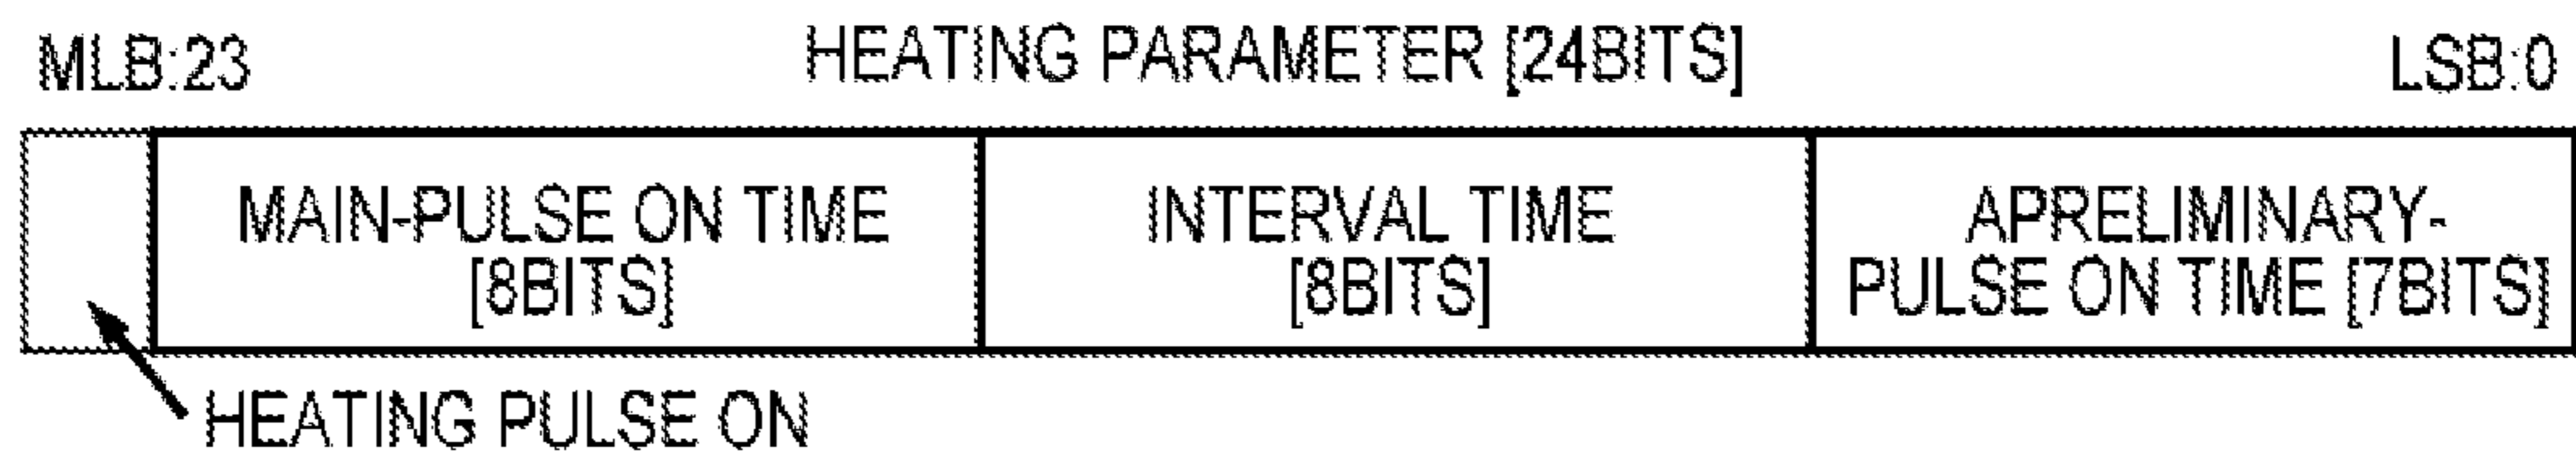 MLB:23 HEATING PARAMETER [24BITS] LSB:0
MAIN-PULSE ON TIME
[8BITS]
INTERVAL TIME
[8BITS]
APRELIMINARY-
PULSE ON TIME [7BITS]
HEATING PULSE ON